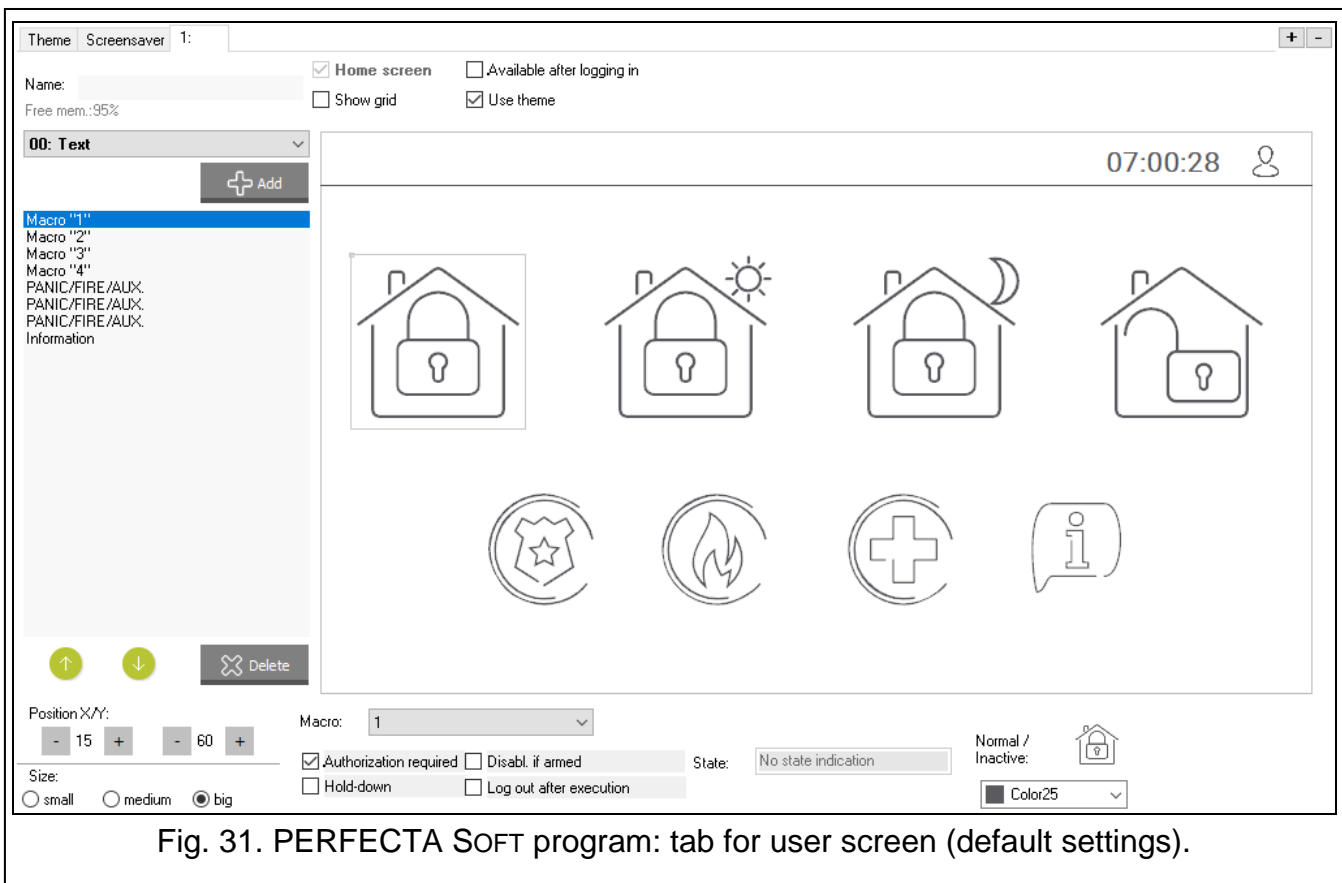 Theme Screensaver 1: + -
Name:
Free mem.:95%
Home screen Available after logging in
Show grid Use theme
00: Text
Add
Macro "1"
Macro "2"
Macro "3"
Macro "4"
PANIC/FIRE/AUX.
PANIC/FIRE/AUX.
PANIC/FIRE/AUX.
Information
07:00:28
Delete
Position X/Y:
- 15 + - 60 +
Size:
small medium big
Macro: 1
Authorization required Disabl. if armed
Hold-down Log out after execution
State: No state indication
Normal /
Inactive:
Color25
Fig. 31. PERFECTA SOFT program: tab for user screen (default settings).